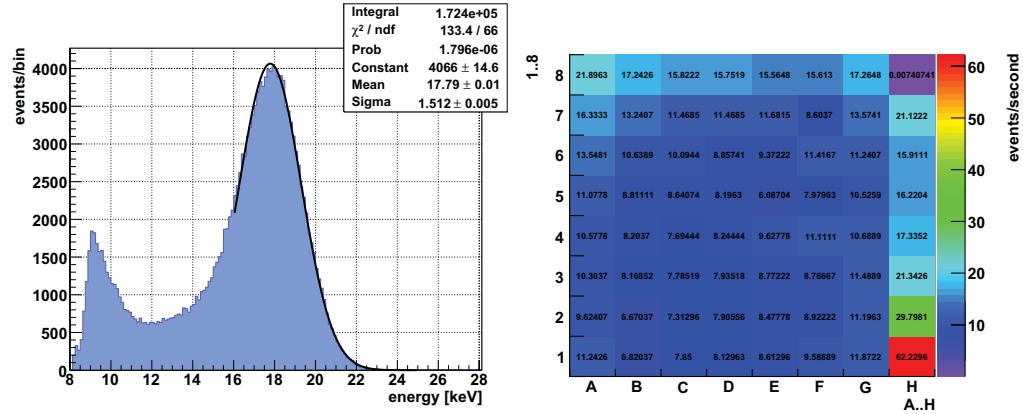 Integral 1.724e+05
χ² / ndf 133.4 / 66
Prob 1.796e-06
Constant 4066 ± 14.6
Mean 17.79 ± 0.01
Sigma 1.512 ± 0.005
events/bin
4000
3500
3000
2500
2000
1500
1000
500
0
8 10 12 14 16 18 20 22 24 26 28
energy [keV]
1..8
8 21.8963 17.2426 15.8222 15.7519 15.5648 15.613 17.2648 0.00740741
7 16.3333 13.2407 11.4685 11.4685 11.6815 8.6037 13.5741 21.1222
6 13.5481 10.6389 10.0944 8.85741 9.37222 11.4167 11.2407 15.9111
5 11.0778 8.81111 8.64074 8.1963 6.08704 7.97963 10.5259 16.2204
4 10.5778 8.2037 7.69444 8.24444 9.62778 11.1111 10.6889 17.3352
3 10.3037 8.16852 7.78519 7.93518 8.77222 8.76667 11.4889 21.3426
2 9.62407 6.67037 7.31296 7.90556 8.47778 8.92222 11.1963 29.7981
1 11.2426 6.82037 7.65 8.12963 8.61296 9.58889 11.8722 62.2296
A B C D E F G H
A..H
60
50
40
30
20
10
events/second